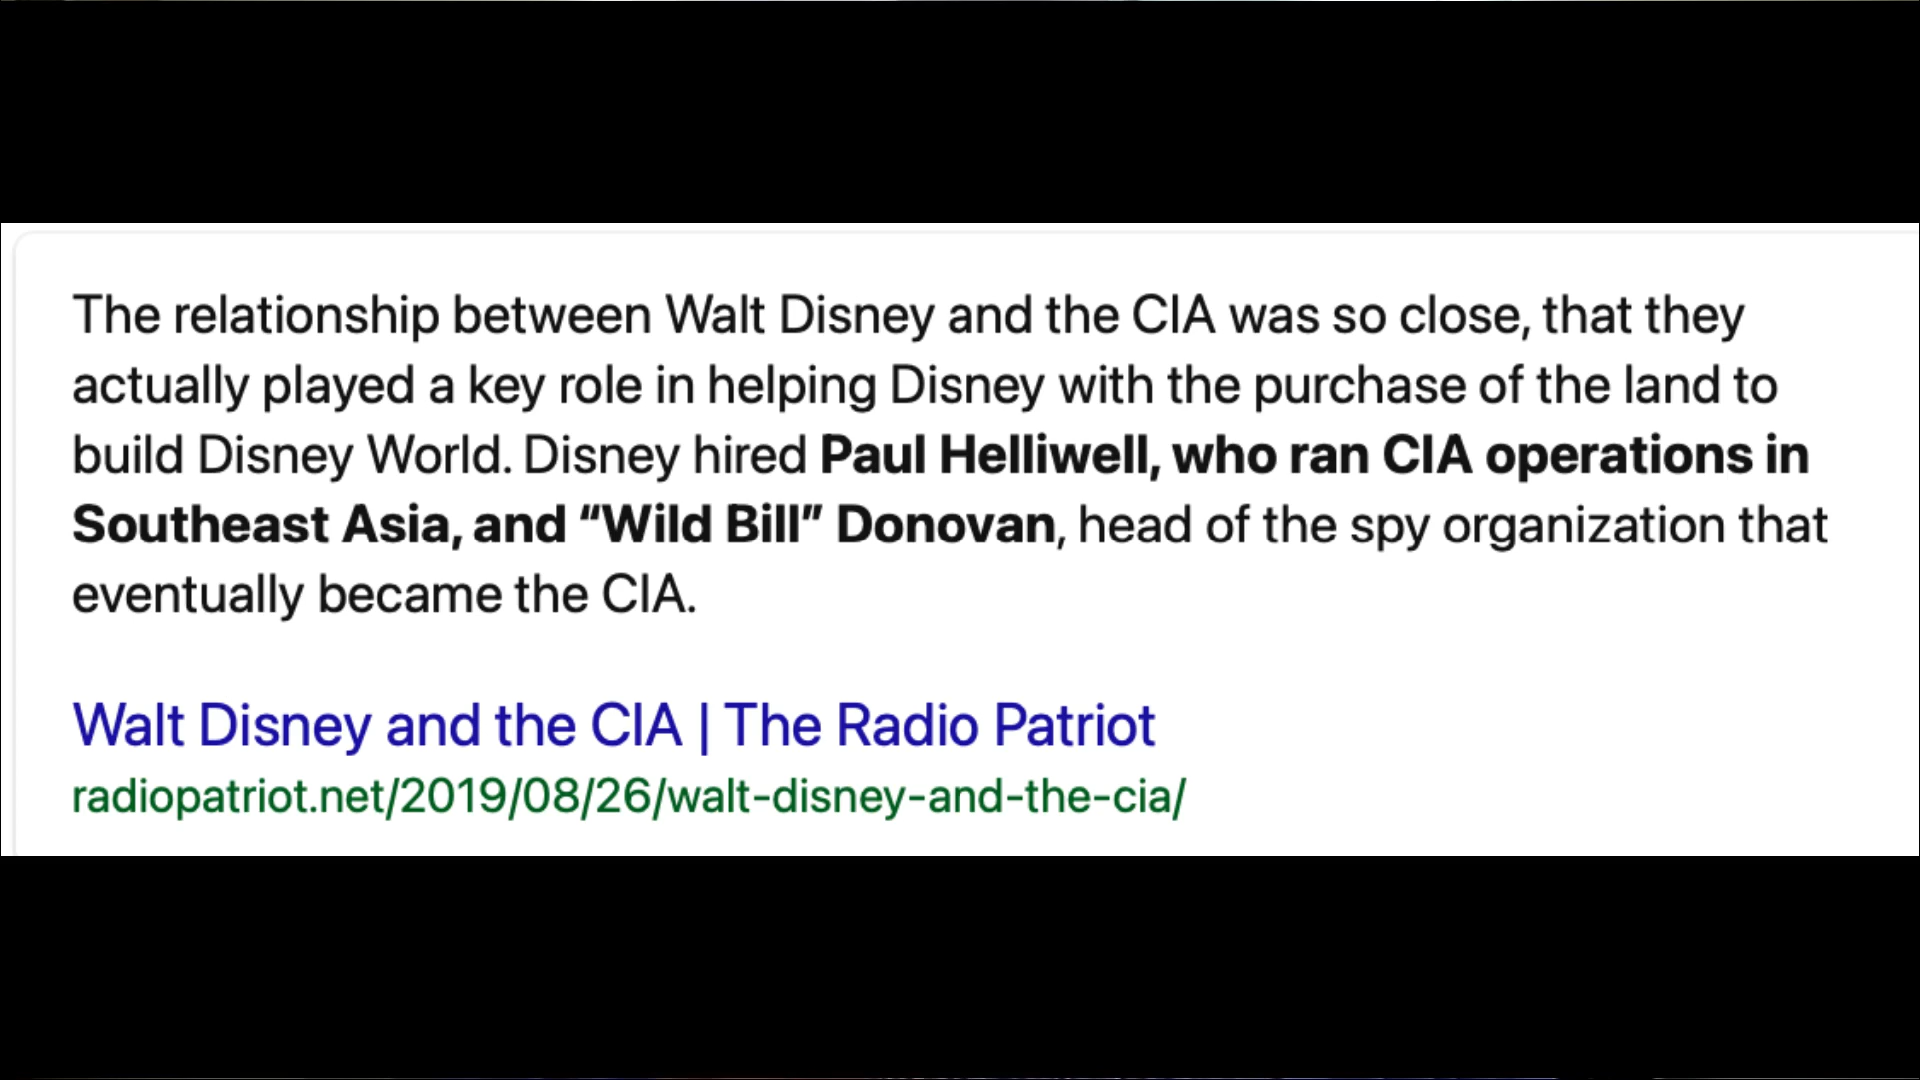 The relationship between Walt Disney and the CIA was so close, that they
actually played a key role in helping Disney with the purchase of the land to
build Disney World. Disney hired Paul Helliwell, who ran CIA operations in
Southeast Asia, and “Wild Bill” Donovan, head of the spy organization that
eventually became the CIA.
Walt Disney and the CIA | The Radio Patriot
radiopatriot.net/2019/08/26/walt-disney-and-the-cia/